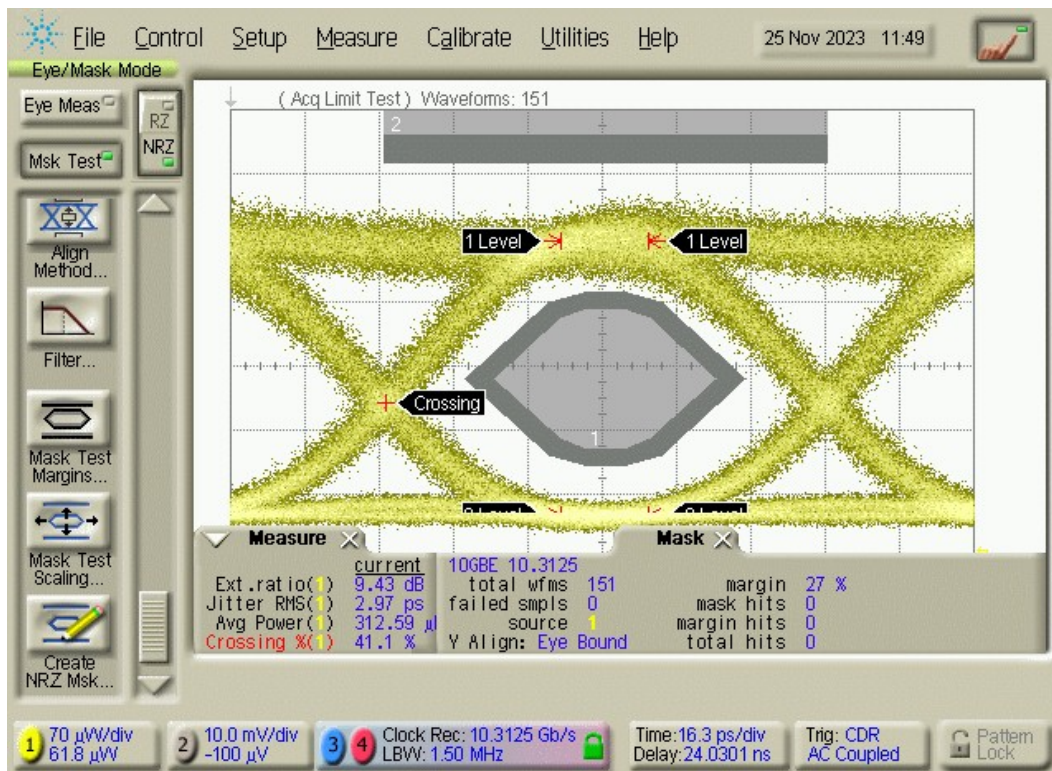 File Control Setup Measure Calibrate Utilities Help 25 Nov 2023 11:49
Eye/Mask Mode
Eye Meas
RZ
NRZ
Msk Test
Align
Method...
Filter...
Mask Test
Margins...
Mask Test
Scaling...
Create
NRZ Msk...
( Acq Limit Test ) Waveforms: 151
2
1 Level
1 Level
Crossing
1
Measure
current
Ext.ratio(1) 9.43 dB
Jitter RMS(1) 2.97 ps
Avg Power(1) 312.59 µ
Crossing %(1) 41.1 %
Mask
10GBE 10.3125
total wfms 151
failed smpls 0
source 1
Y Align: Eye Bound
margin 27 %
mask hits 0
margin hits 0
total hits 0
1 70 µW/div
61.8 µW
2 10.0 mV/div
-100 µV
3 4 Clock Rec: 10.3125 Gb/s
LBW: 1.50 MHz
Time:16.3 ps/div
Delay:24.0301 ns
Trig: CDR
AC Coupled
Pattern
Lock